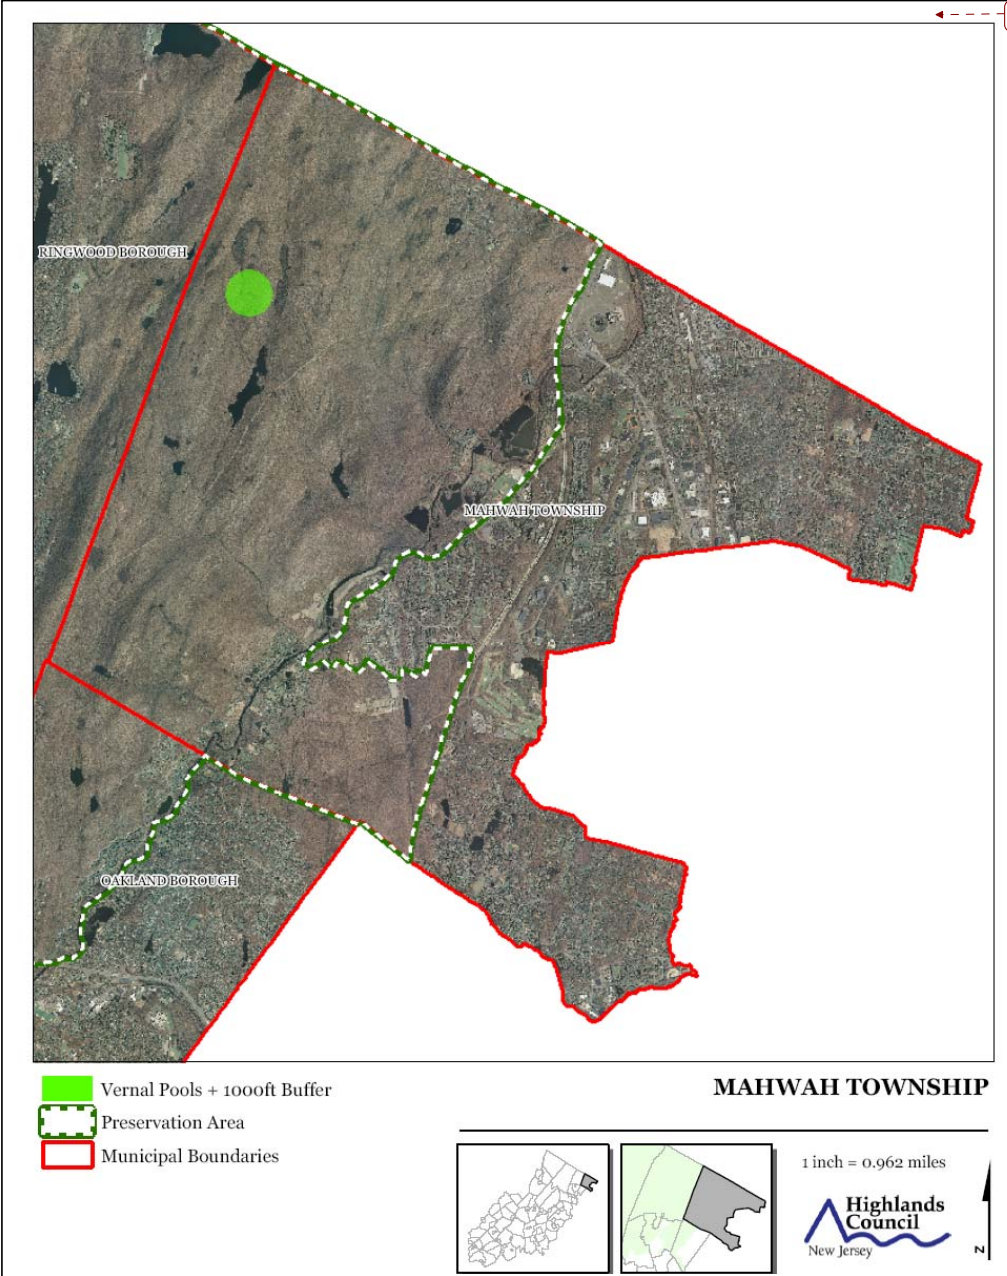 RINGWOOD BOROUGH
MAHWAH TOWNSHIP
OAKLAND BOROUGH
Vernal Pools + 1000ft Buffer
Preservation Area
Municipal Boundaries
MAHWAH TOWNSHIP
1 inch = 0.962 miles
Highlands
Council
New Jersey
N